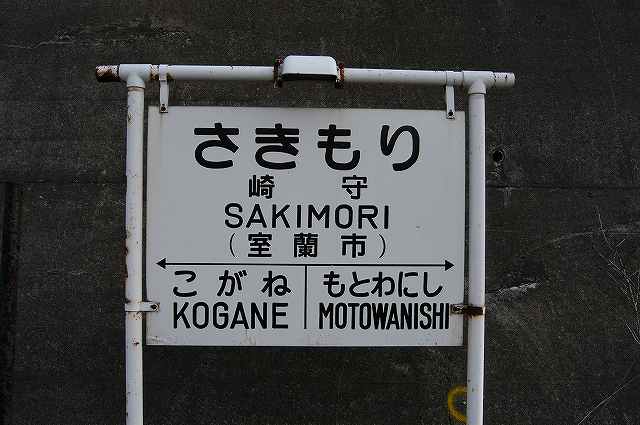 さきもり
崎守
SAKIMORI
（室蘭市）
こがね もとわにし
KOGANE MOTOWANISHI